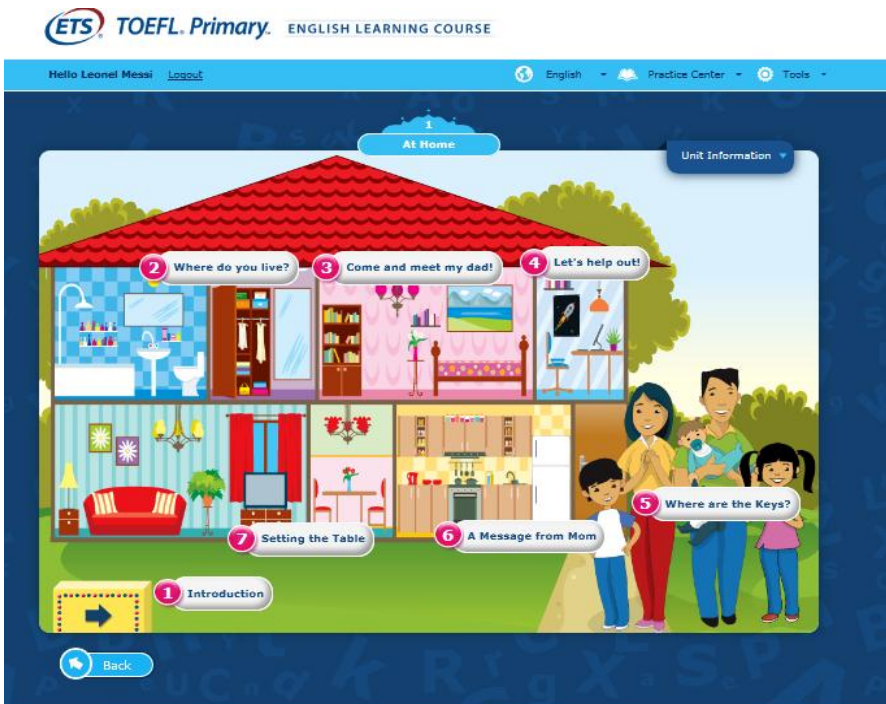 ETS TOEFL Primary. ENGLISH LEARNING COURSE
Hello Leonel Messi Logout English Practice Center Tools
1
At Home
Unit Information
2 Where do you live? 3 Come and meet my dad! 4 Let's help out!
5 Where are the Keys?
7 Setting the Table 6 A Message from Mom
1 Introduction
Back